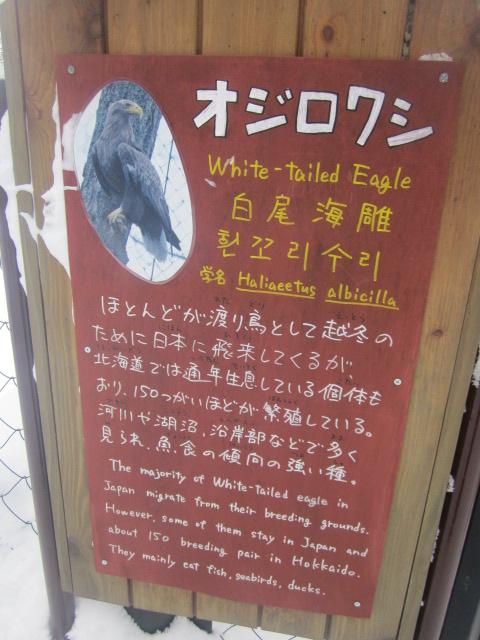 オジロワシ
White-tailed Eagle
白尾海雕
흰꼬리수리
学名 Haliaeetus albicilla
ほとんどが渡り鳥として越冬の
ために日本に飛来してくるが、
北海道では通年生息している個体も
おり、150つがいほどが繁殖している。
河川や湖沼、沿岸部などで多く
見られ、魚食の傾向の強い種。
The majority of White-tailed eagle in
Japan migrate from their breeding grounds.
However, some of them stay in Japan and
about 150 breeding pair in Hokkaido.
They mainly eat fish, seabirds, ducks.